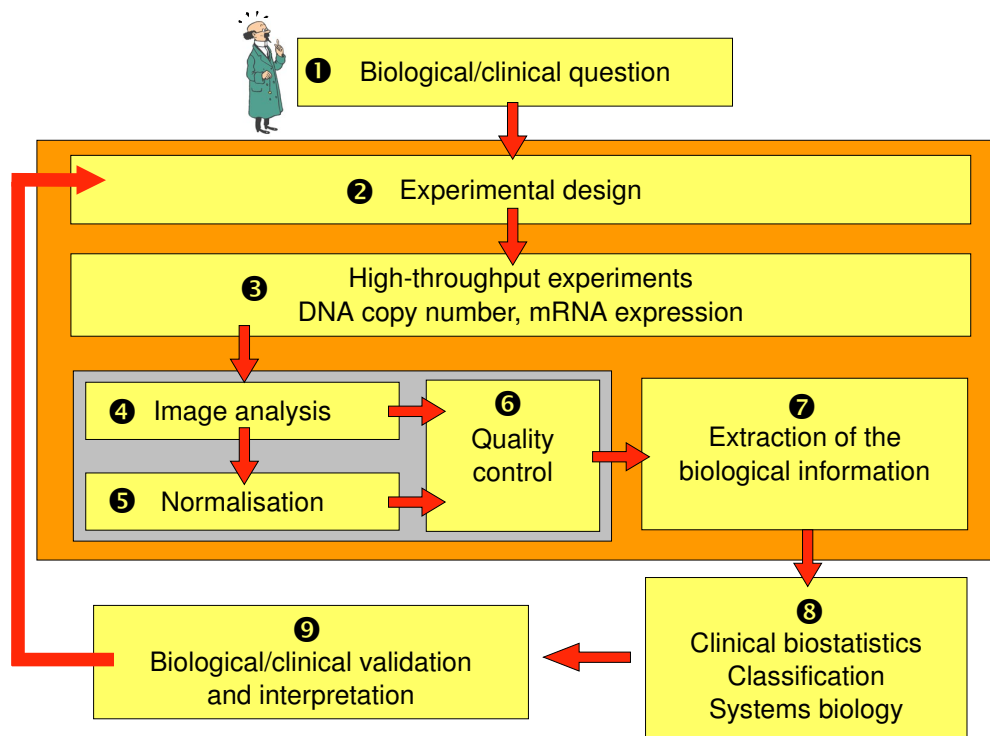 ❶ Biological/clinical question
❷ Experimental design
❸ High-throughput experiments
DNA copy number, mRNA expression
❹ Image analysis
❺ Normalisation
❻
Quality
control
❼
Extraction of the
biological information
❽
Clinical biostatistics
Classification
Systems biology
❾
Biological/clinical validation
and interpretation